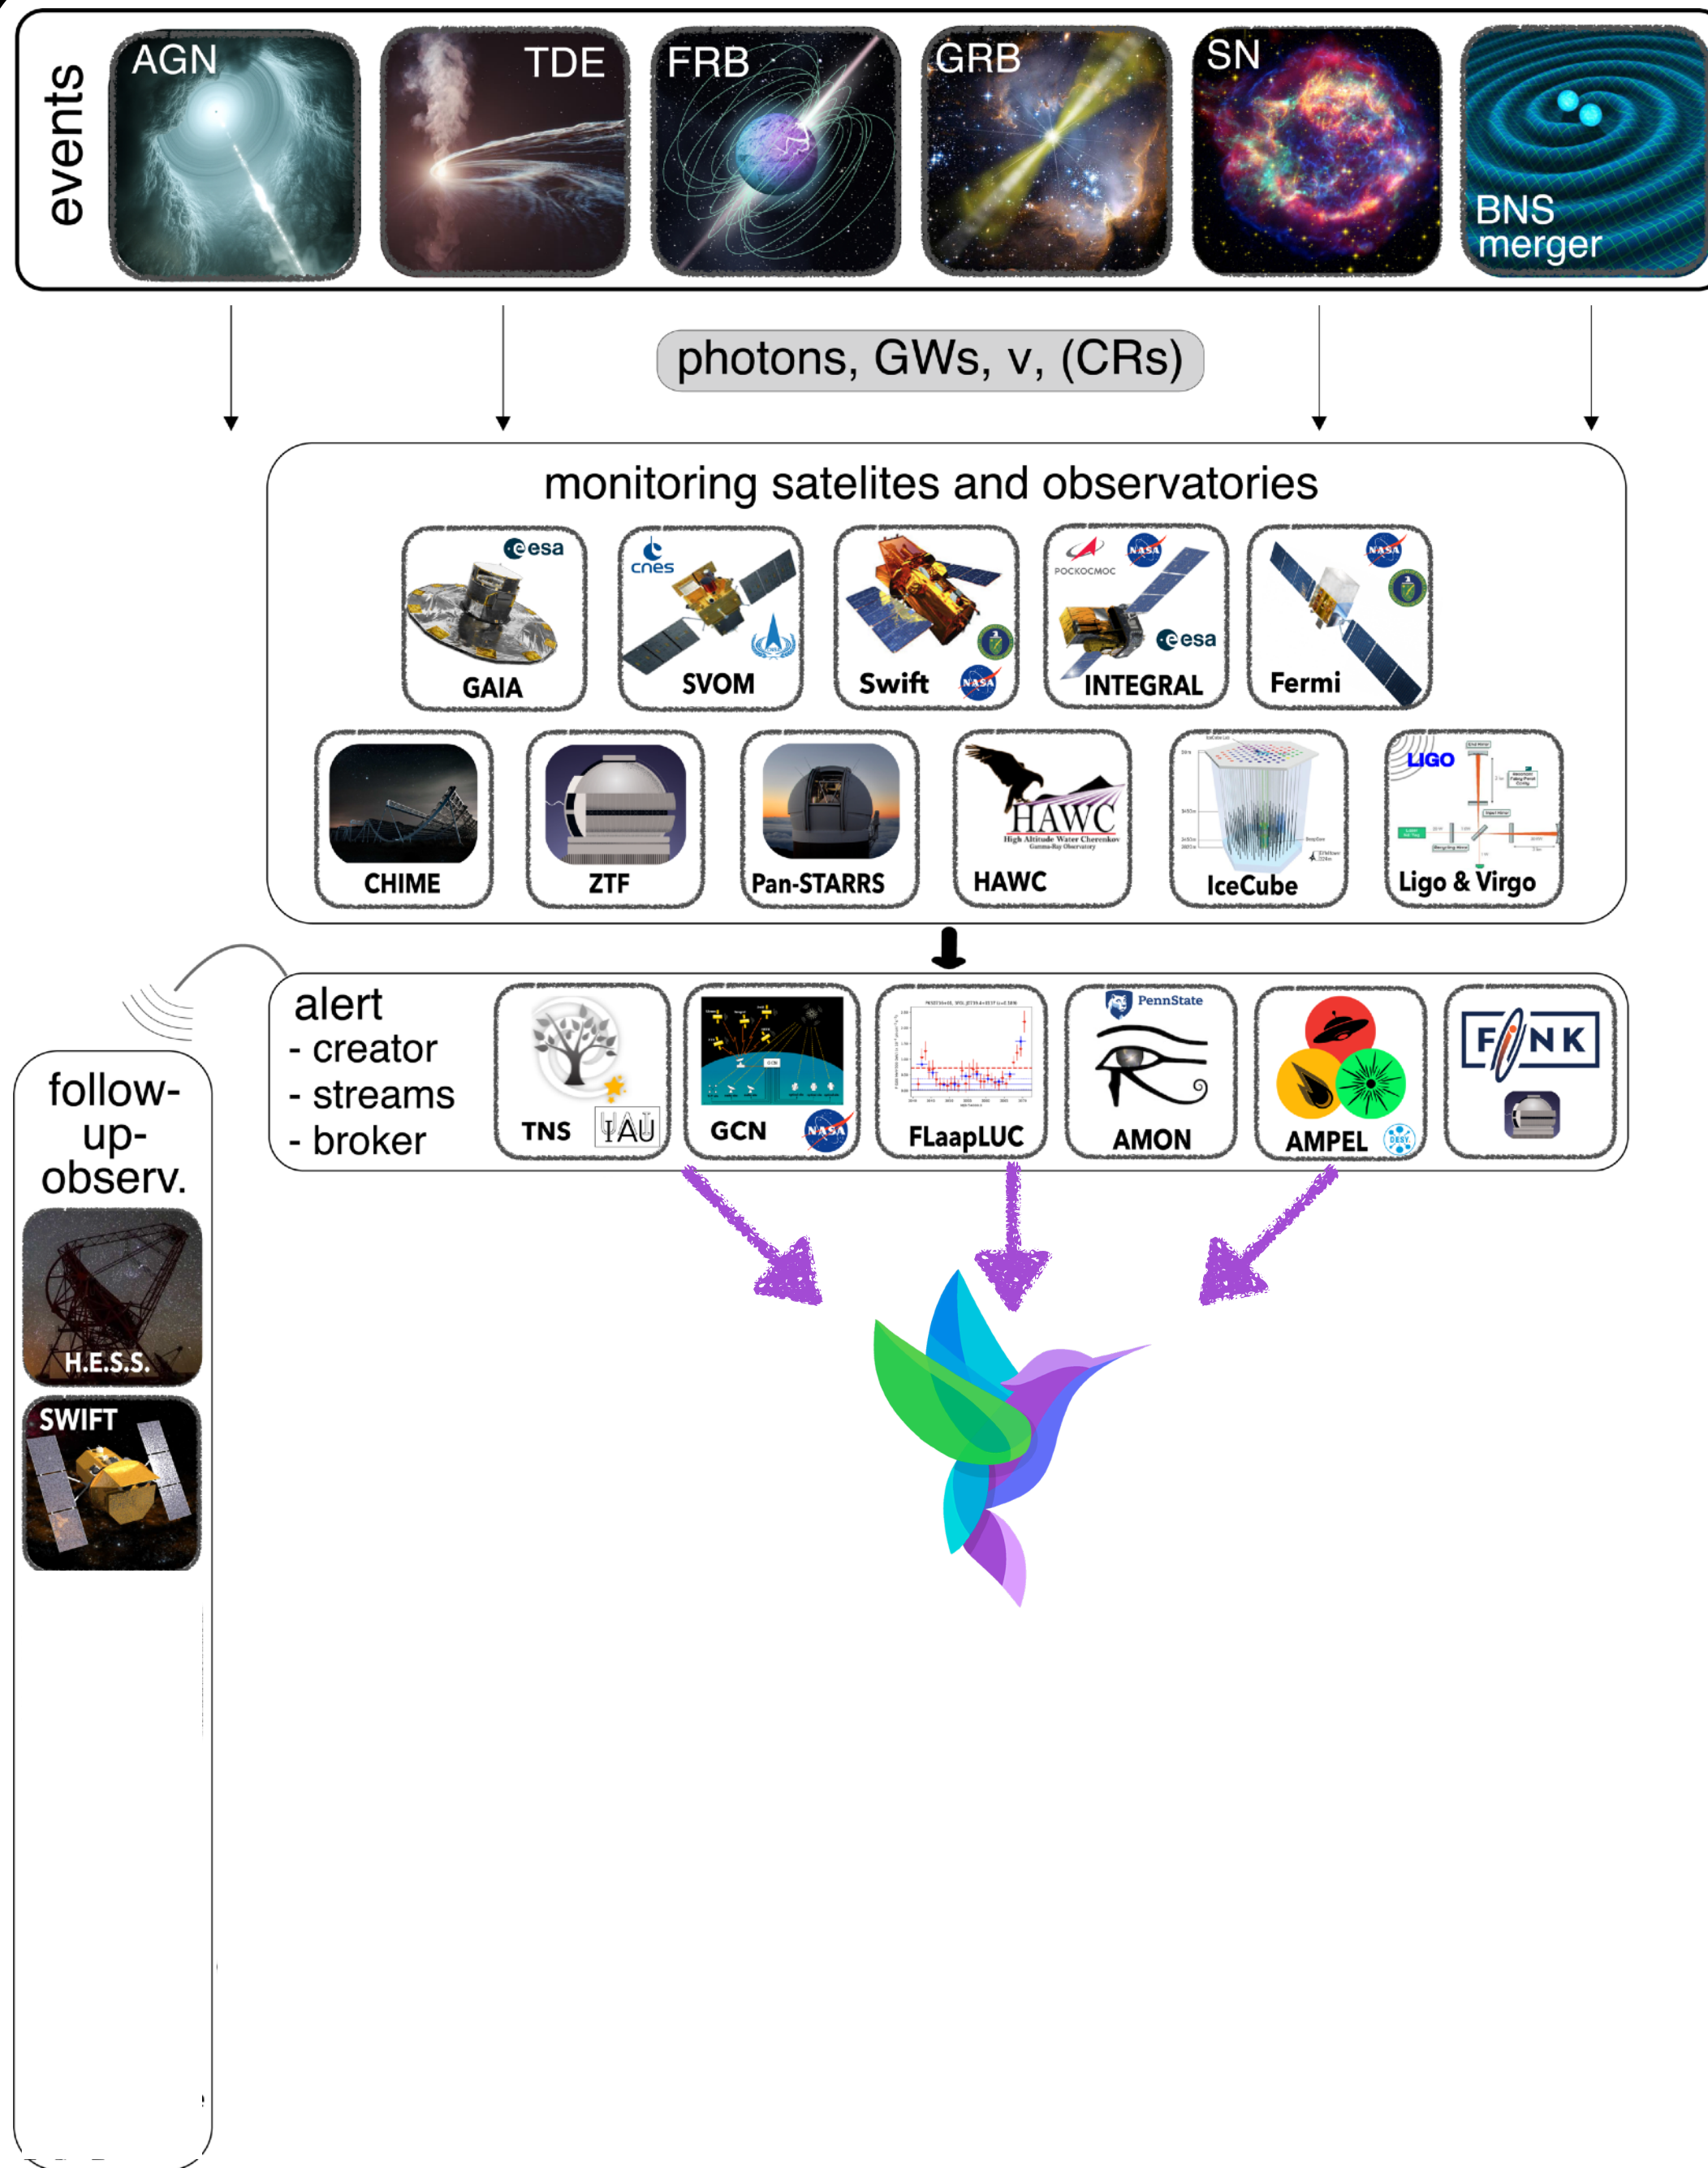 events
AGN
TDE
FRB
GRB
SN
BNS
merger
photons, GWs, ν, (CRs)
monitoring satelites and observatories
esa
GAIA
cnes
SVOM
Swift
NASA
РОСКОСМОС
NASA
esa
INTEGRAL
NASA
Fermi
CHIME
ZTF
Pan-STARRS
HAWC
High Altitude Water Cherenkov
Gamma-Ray Observatory
HAWC
IceCube
LIGO
Ligo & Virgo
alert
- creator
- streams
- broker
TNS
IAU
GCN
NASA
FLaapLUC
PennState
AMON
AMPEL
DESY
FINK
follow-
up-
observ.
H.E.S.S.
SWIFT